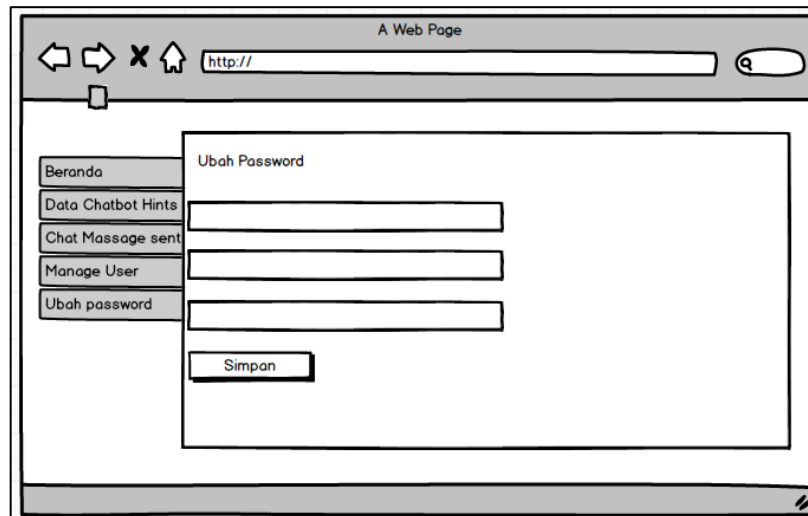 A Web Page
http://
Beranda
Data Chatbot Hints
Chat Massage sent
Manage User
Ubah password
Ubah Password
Simpan